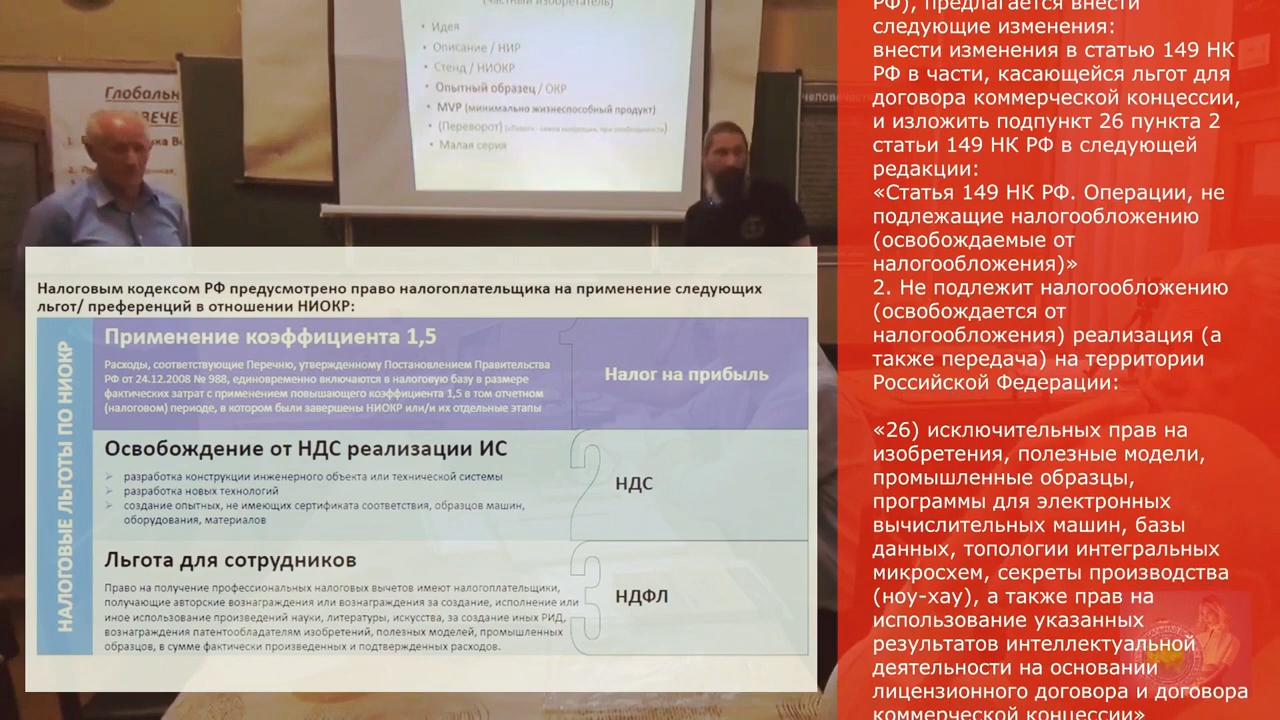 (частный изобретатель)
• Идея
• Описание / НИР
• Стенд / НИОКР
• Опытный образец / ОКР
• MVP (минимально жизнеспособный продукт)
• (Переворот)
• Малая серия
Глобальн
ВЕЧЕ
человечест
Налоговым кодексом РФ предусмотрено право налогоплательщика на применение следующих
льгот/ преференций в отношении НИОКР:
НАЛОГОВЫЕ ЛЬГОТЫ ПО НИОКР
Применение коэффициента 1,5
Расходы, соответствующие Перечню, утвержденному Постановлением Правительства
РФ от 24.12.2008 № 988, единовременно включаются в налоговую базу в размере
фактических затрат с применением повышающего коэффициента 1,5 в том отчетном
(налоговом) периоде, в котором были завершены НИОКР или/и их отдельные этапы
1
Налог на прибыль
Освобождение от НДС реализации ИС
разработка конструкции инженерного объекта или технической системы
разработка новых технологий
создание опытных, не имеющих сертификата соответствия, образцов машин,
оборудования, материалов
2
НДС
Льгота для сотрудников
Право на получение профессиональных налоговых вычетов имеют налогоплательщики,
получающие авторские вознаграждения или вознаграждения за создание, исполнение или
иное использование произведений науки, литературы, искусства, за создание иных РИД,
вознаграждения патентообладателям изобретений, полезных моделей, промышленных
образцов, в сумме фактически произведенных и подтвержденных расходов.
3
НДФЛ
РФ), предлагается внести
следующие изменения:
внести изменения в статью 149 НК
РФ в части, касающейся льгот для
договора коммерческой концессии,
и изложить подпункт 26 пункта 2
статьи 149 НК РФ в следующей
редакции:
«Статья 149 НК РФ. Операции, не
подлежащие налогообложению
(освобождаемые от
налогообложения)»
2. Не подлежит налогообложению
(освобождается от
налогообложения) реализация (а
также передача) на территории
Российской Федерации:
«26) исключительных прав на
изобретения, полезные модели,
промышленные образцы,
программы для электронных
вычислительных машин, базы
данных, топологии интегральных
микросхем, секреты производства
(ноу-хау), а также прав на
использование указанных
результатов интеллектуальной
деятельности на основании
лицензионного договора и договора
коммерческой концессии»